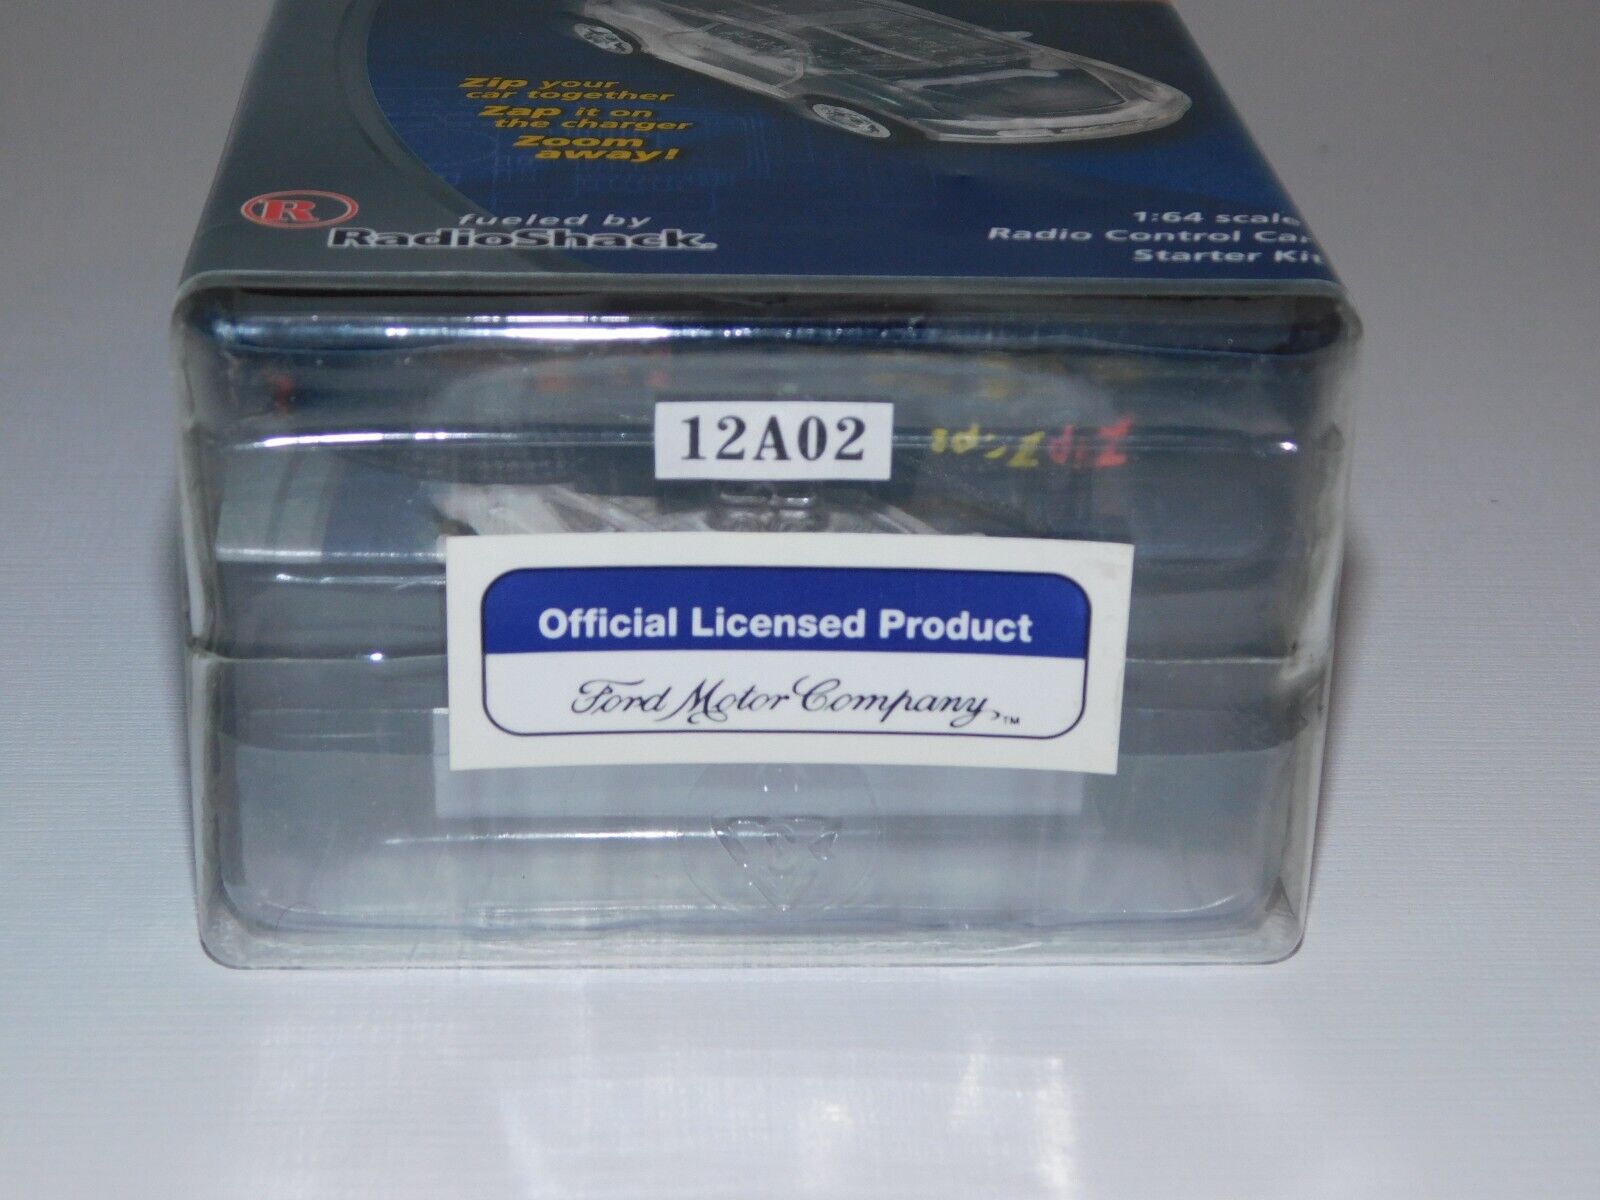 Zip your
car together
Zap it on
the charger
Zoom
away!
R
fueled by
RadioShack.
1:64 scale
Radio Control Car
Starter Kit
12A02
Official Licensed Product
Ford Motor Company,™